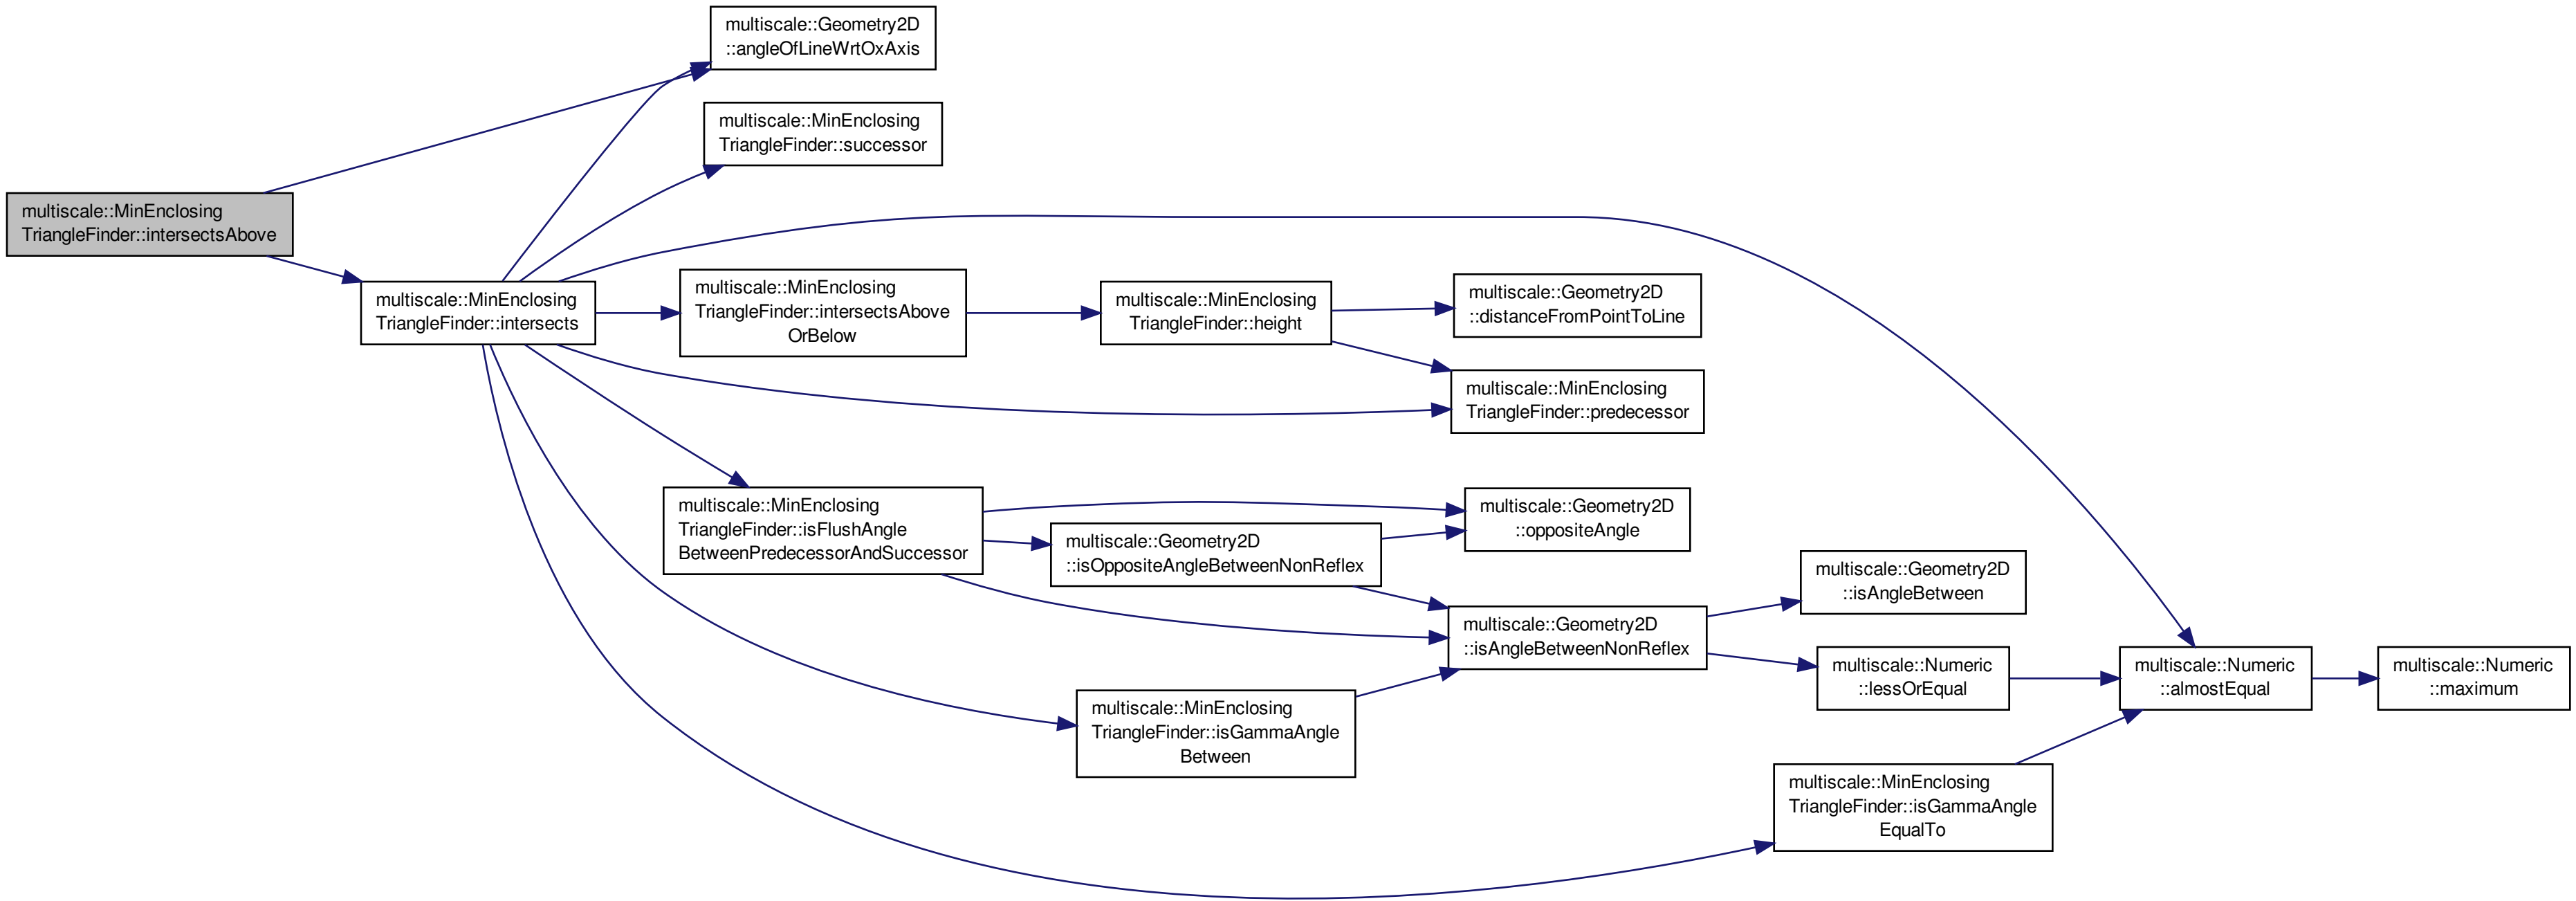 multiscale::Geometry2D
::angleOfLineWrtOxAxis
multiscale::MinEnclosing
TriangleFinder::successor
multiscale::MinEnclosing
TriangleFinder::intersectsAbove
multiscale::MinEnclosing
TriangleFinder::intersects
multiscale::MinEnclosing
TriangleFinder::intersectsAbove
OrBelow
multiscale::MinEnclosing
TriangleFinder::height
multiscale::Geometry2D
::distanceFromPointToLine
multiscale::MinEnclosing
TriangleFinder::predecessor
multiscale::MinEnclosing
TriangleFinder::isFlushAngle
BetweenPredecessorAndSuccessor
multiscale::Geometry2D
::oppositeAngle
multiscale::Geometry2D
::isOppositeAngleBetweenNonReflex
multiscale::Geometry2D
::isAngleBetween
multiscale::Geometry2D
::isAngleBetweenNonReflex
multiscale::Numeric
::lessOrEqual
multiscale::Numeric
::almostEqual
multiscale::Numeric
::maximum
multiscale::MinEnclosing
TriangleFinder::isGammaAngle
Between
multiscale::MinEnclosing
TriangleFinder::isGammaAngle
EqualTo